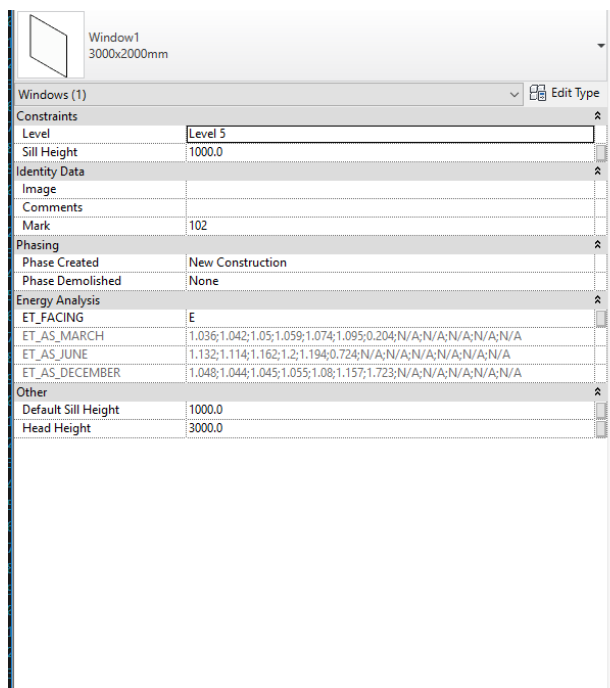 Window1
3000x2000mm
Windows (1)
Edit Type
Constraints
Level Level 5
Sill Height 1000.0
Identity Data
Image
Comments
Mark 102
Phasing
Phase Created New Construction
Phase Demolished None
Energy Analysis
ET_FACING E
ET_AS_MARCH 1.036;1.042;1.05;1.059;1.074;1.095;0.204;N/A;N/A;N/A;N/A;N/A
ET_AS_JUNE 1.132;1.114;1.162;1.2;1.194;0.724;N/A;N/A;N/A;N/A;N/A
ET_AS_DECEMBER 1.048;1.044;1.045;1.055;1.08;1.157;1.723;N/A;N/A;N/A;N/A;N/A
Other
Default Sill Height 1000.0
Head Height 3000.0